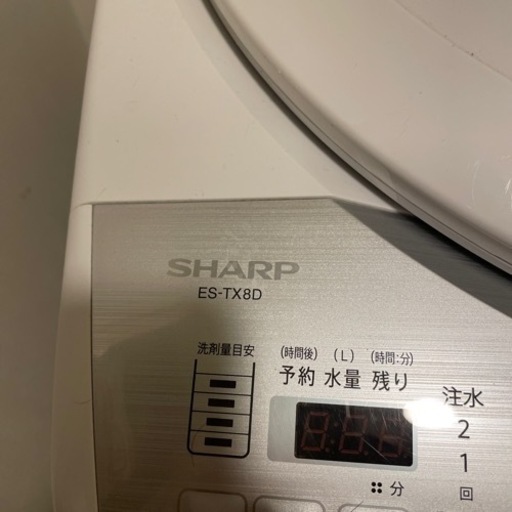 SHARP
ES-TX8D
洗剤量目安
(時間後) (L) (時間:分)
予約 水量 残り
注水
2
1
回
分